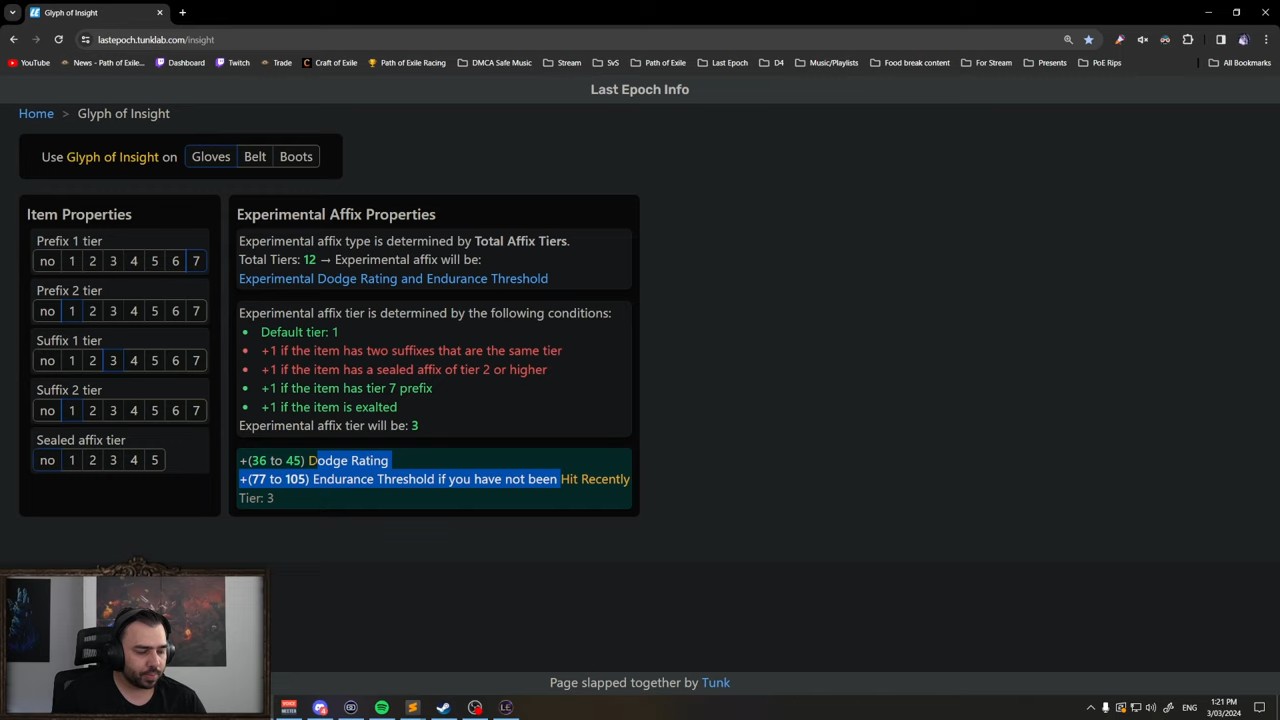 Glyph of Insight
lastepoch.tunklab.com/insight
YouTube
News - Path of Exile...
Dashboard
Twitch
Trade
Craft of Exile
Path of Exile Racing
DMCA Safe Music
Stream
SvS
Path of Exile
Last Epoch
D4
Music/Playlists
Food break content
For Stream
Presents
PoE Rips
All Bookmarks
Last Epoch Info
Home > Glyph of Insight
Use Glyph of Insight on Gloves Belt Boots
Item Properties
Prefix 1 tier
no 1 2 3 4 5 6 7
Prefix 2 tier
no 1 2 3 4 5 6 7
Suffix 1 tier
no 1 2 3 4 5 6 7
Suffix 2 tier
no 1 2 3 4 5 6 7
Sealed affix tier
no 1 2 3 4 5
Experimental Affix Properties
Experimental affix type is determined by Total Affix Tiers.
Total Tiers: 12 → Experimental affix will be:
Experimental Dodge Rating and Endurance Threshold
Experimental affix tier is determined by the following conditions:
Default tier: 1
+1 if the item has two suffixes that are the same tier
+1 if the item has a sealed affix of tier 2 or higher
+1 if the item has tier 7 prefix
+1 if the item is exalted
Experimental affix tier will be: 3
+(36 to 45) Dodge Rating
+(77 to 105) Endurance Threshold if you have not been Hit Recently
Tier: 3
Page slapped together by Tunk
ENG
1:21 PM
3/03/2024